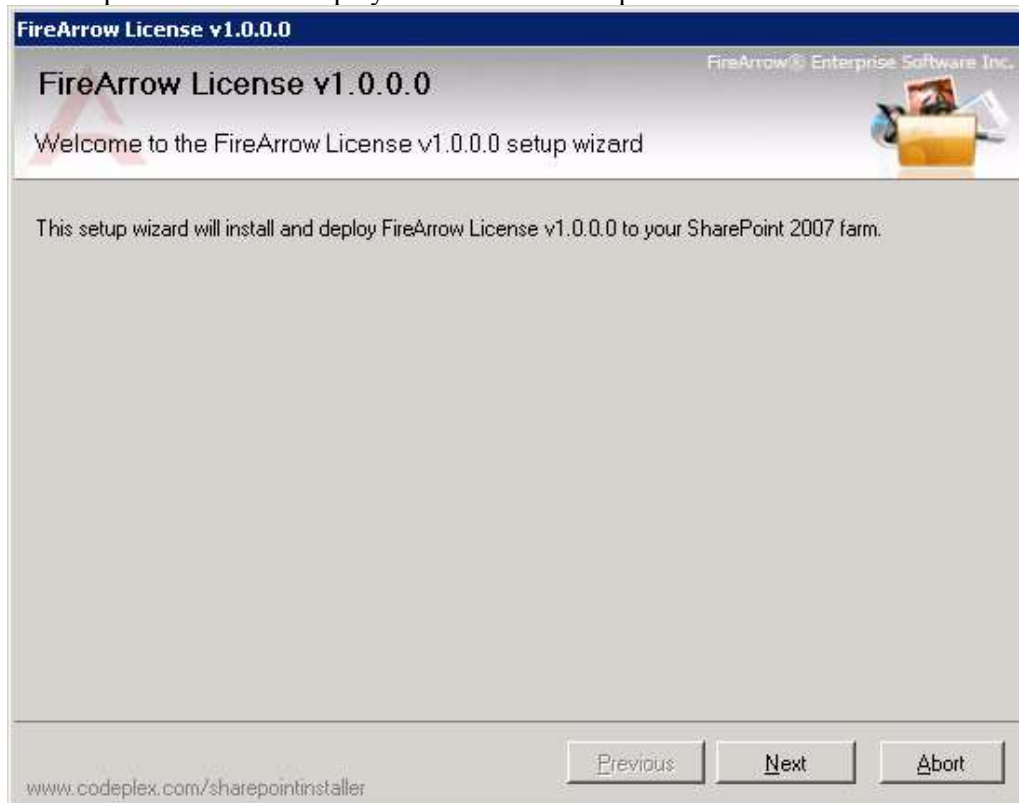 FireArrow License v1.0.0.0
FireArrow® Enterprise Software Inc.
FireArrow License v1.0.0.0
Welcome to the FireArrow License v1.0.0.0 setup wizard
This setup wizard will install and deploy FireArrow License v1.0.0.0 to your SharePoint 2007 farm.
Previous Next Abort
www.codeplex.com/sharepointinstaller